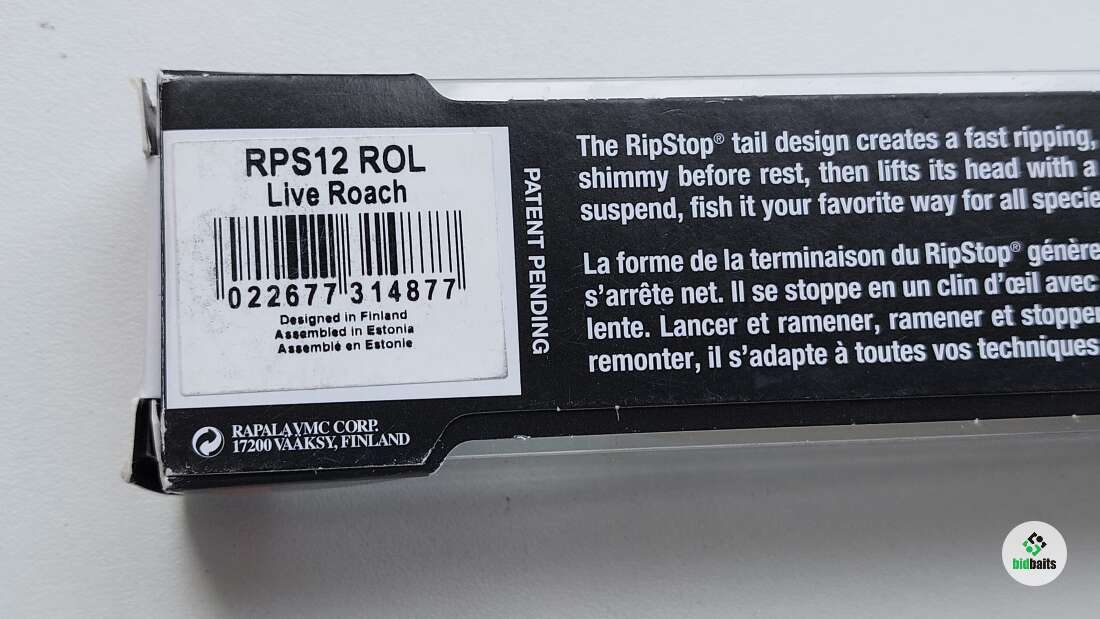 RPS12 ROL
Live Roach
022677 314877
Designed in Finland
Assembled in Estonia
Assemblé en Estonie
RAPALA VMC CORP.
17200 VÄÄKSY, FINLAND
PATENT PENDING
The RipStop® tail design creates a fast ripping,
shimmy before rest, then lifts its head with a
suspend, fish it your favorite way for all specie
La forme de la terminaison du RipStop® génère
s'arrête net. Il se stoppe en un clin d'œil avec
lente. Lancer et ramener, ramener et stopper
remonter, il s'adapte à toutes vos techniques
bidbaits